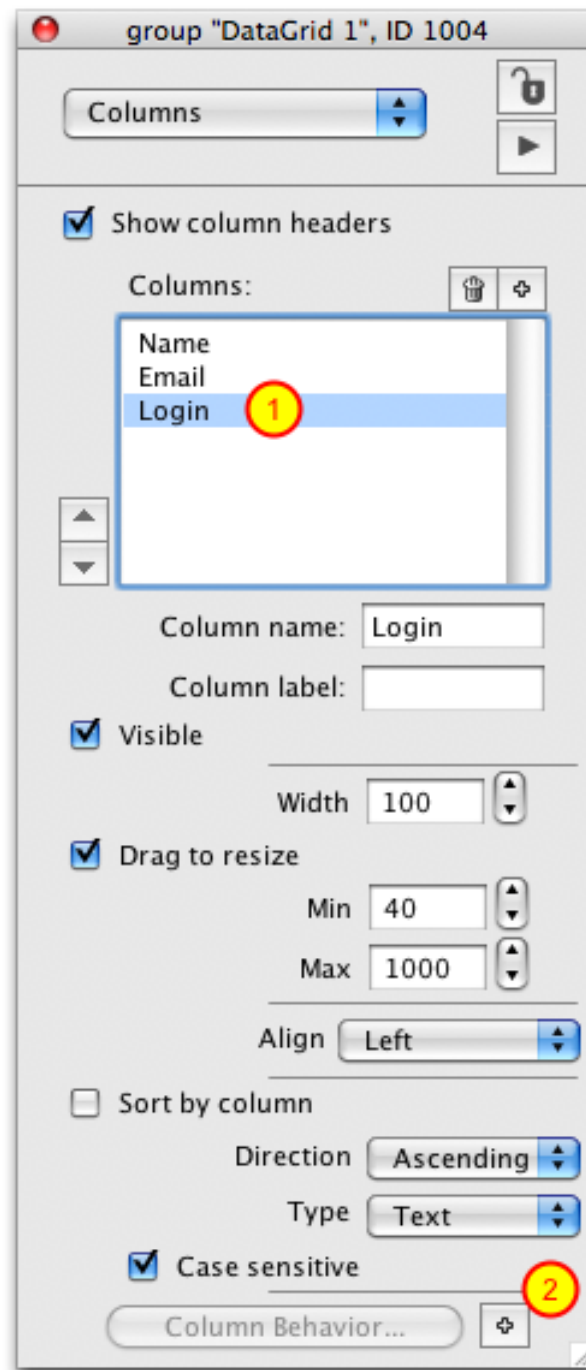 group "DataGrid 1", ID 1004
Columns
Show column headers
Columns:
Name
Email
Login 1
Column name: Login
Column label:
Visible
Width 100
Drag to resize
Min 40
Max 1000
Align Left
Sort by column
Direction Ascending
Type Text
Case sensitive
2
Column Behavior...